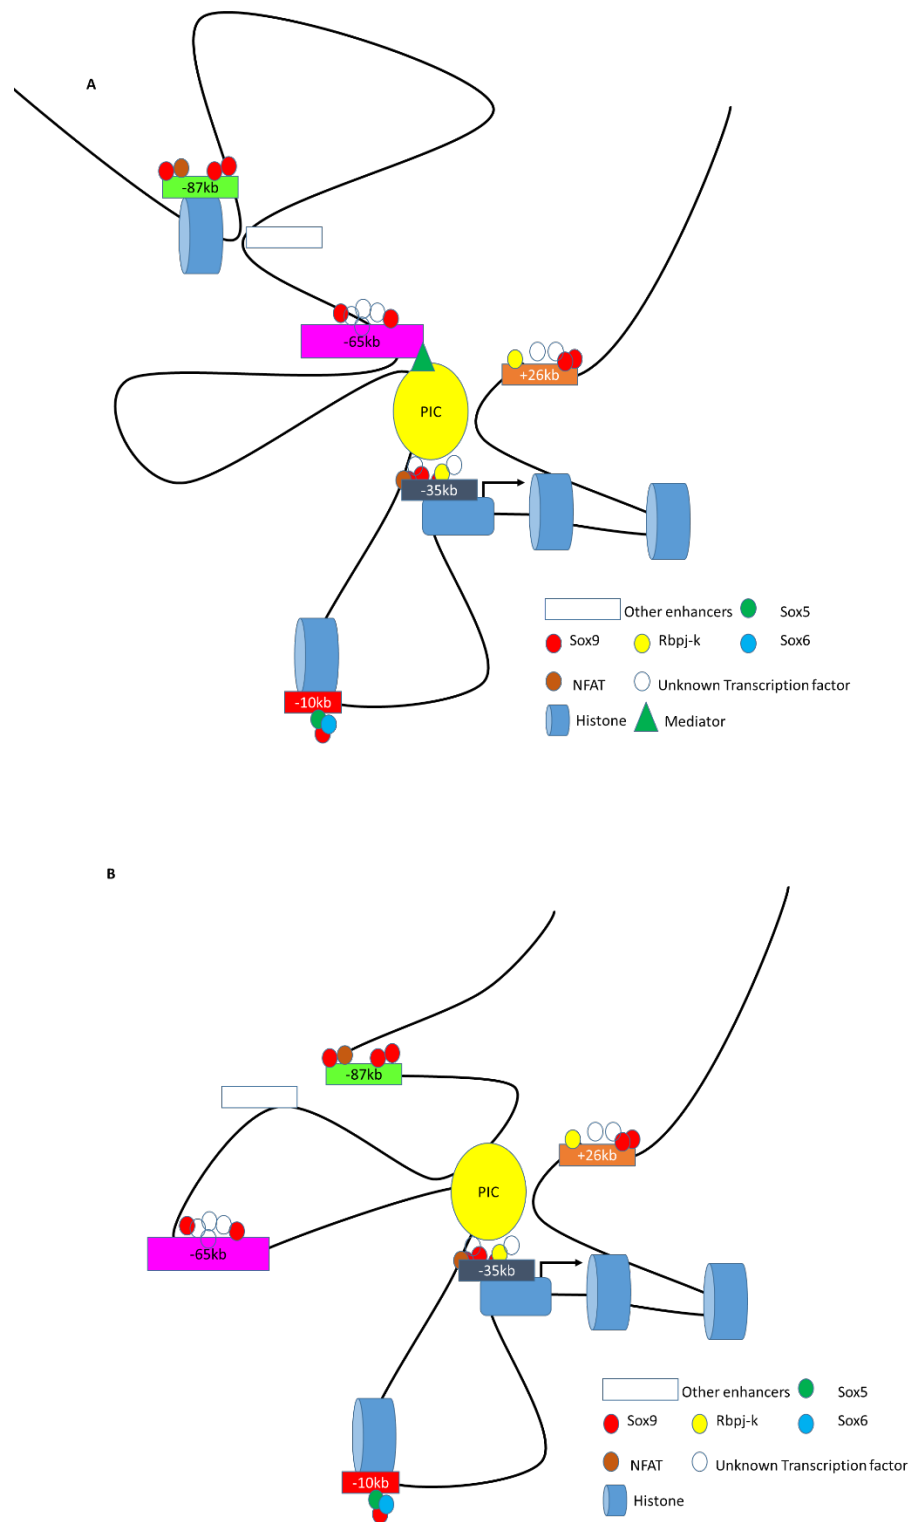 A
-87kb
-65kb
+26kb
PIC
-35kb
Other enhancers Sox5
Sox9 Rbpj-k Sox6
NFAT Unknown Transcription factor
-10kb
Histone Mediator
B
-87kb
+26kb
PIC
-65kb
-35kb
Other enhancers Sox5
Sox9 Rbpj-k Sox6
NFAT Unknown Transcription factor
-10kb
Histone